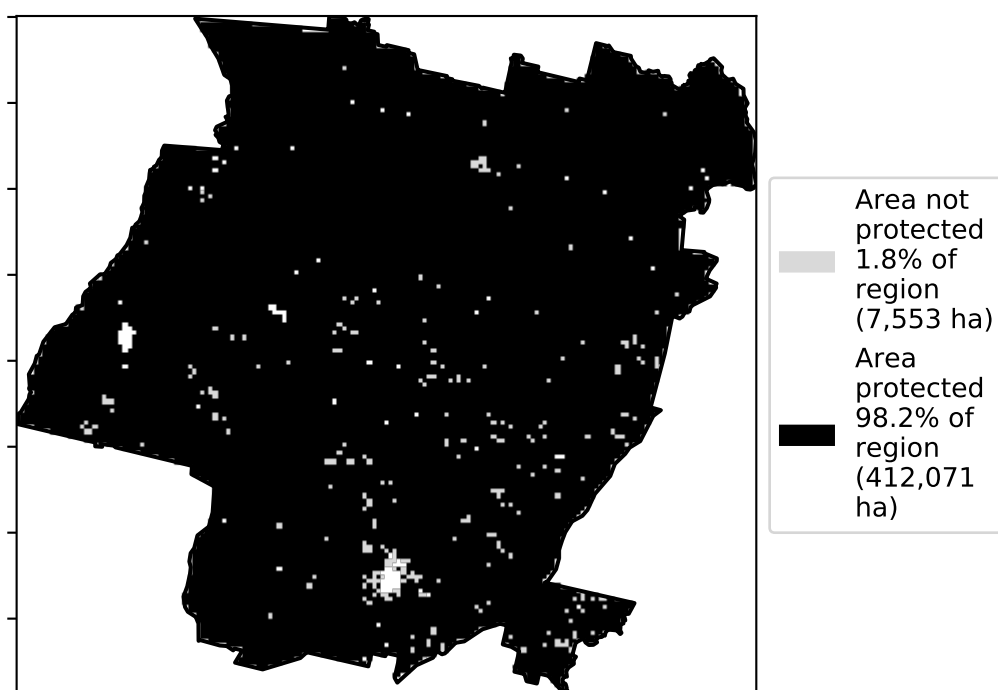 Area not
protected
1.8% of
region
(7,553 ha)
Area
protected
98.2% of
region
(412,071
ha)